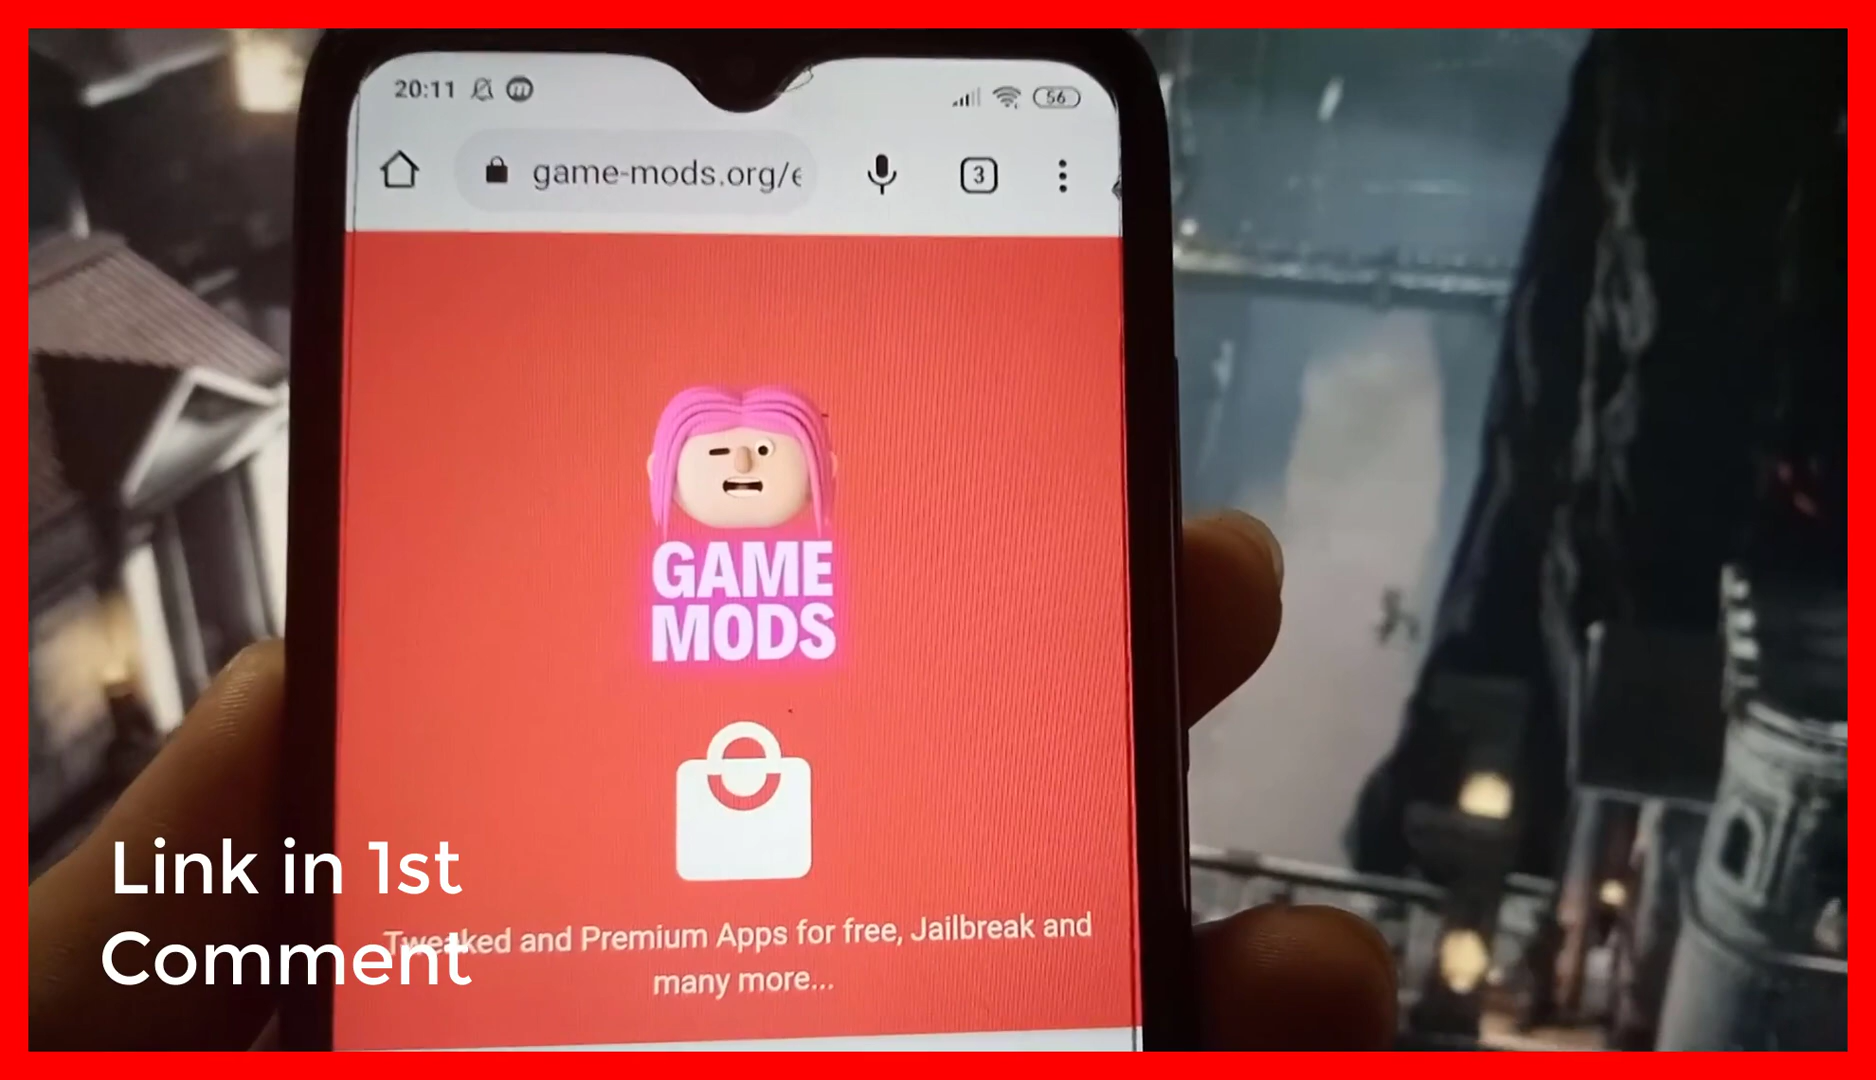 20:11
56
game-mods.org/e
3
GAME
MODS
Tweaked and Premium Apps for free, Jailbreak and
many more...
Link in 1st
Comment